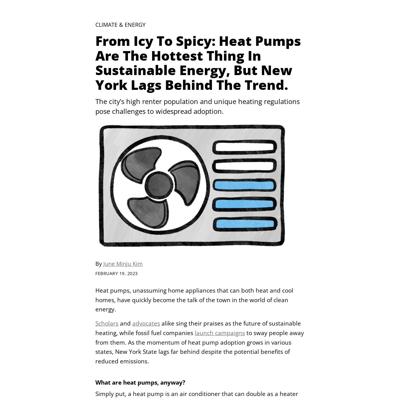 CLIMATE & ENERGY
From Icy To Spicy: Heat Pumps
Are The Hottest Thing In
Sustainable Energy, But New
York Lags Behind The Trend.
The city's high renter population and unique heating regulations
pose challenges to widespread adoption.
By June Minju Kim
FEBRUARY 19, 2023
Heat pumps, unassuming home appliances that can both heat and cool
homes, have quickly become the talk of the town in the world of clean
energy.
Scholars and advocates alike sing their praises as the future of sustainable
heating, while fossil fuel companies launch campaigns to sway people away
from them. As the momentum of heat pump adoption grows in various
states, New York State lags far behind despite the potential benefits of
reduced emissions.
What are heat pumps, anyway?
Simply put, a heat pump is an air conditioner that can double as a heater